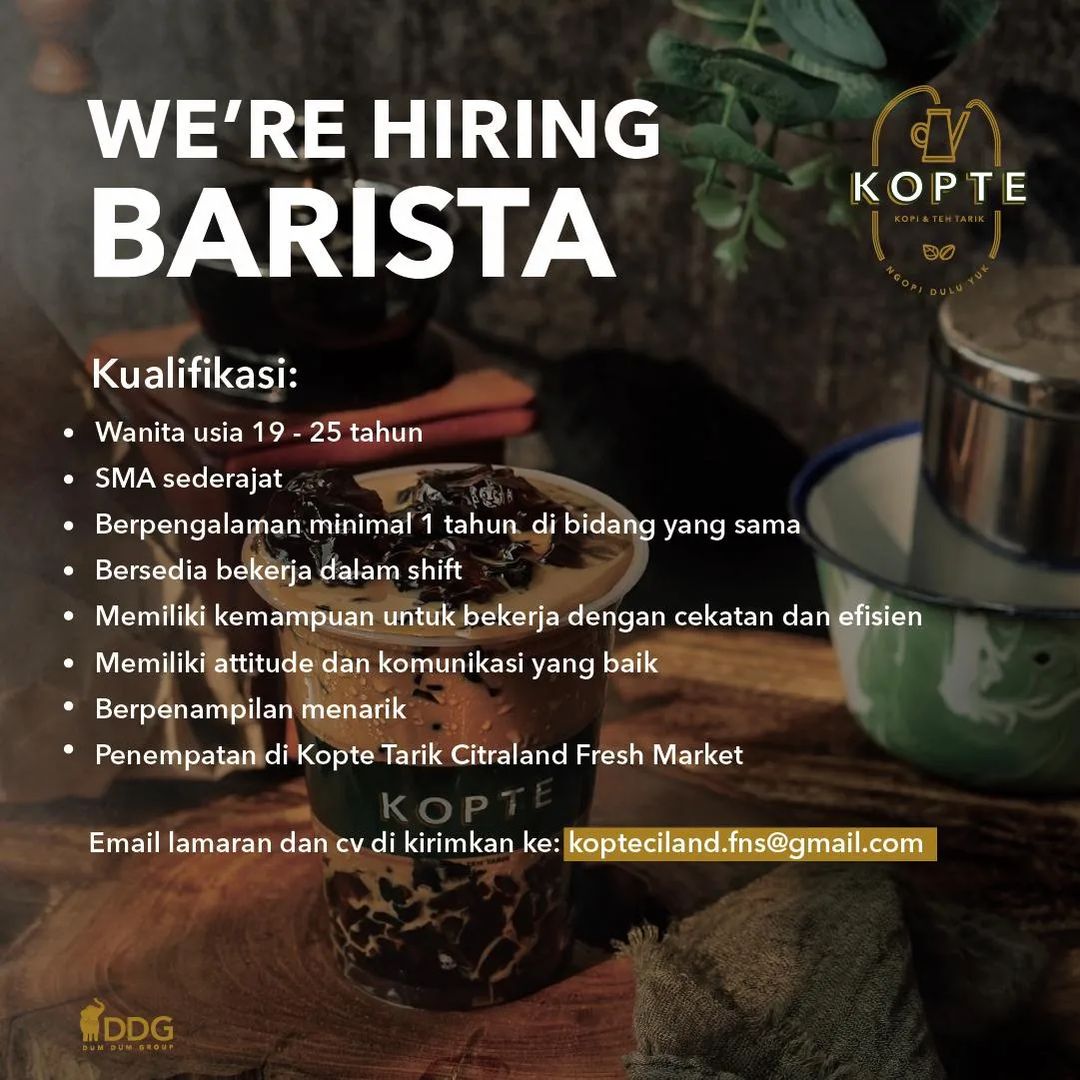 WE'RE HIRING
BARISTA
KOPTE
KOPI & TEH TARIK
NGOPI DULU YUK
Kualifikasi:
• Wanita usia 19 - 25 tahun
• SMA sederajat
• Berpengalaman minimal 1 tahun di bidang yang sama
• Bersedia bekerja dalam shift
• Memiliki kemampuan untuk bekerja dengan cekatan dan efisien
• Memiliki attitude dan komunikasi yang baik
• Berpenampilan menarik
• Penempatan di Kopte Tarik Citraland Fresh Market
KOPTE
Email lamaran dan cv di kirimkan ke: kopteciland.fns@gmail.com
TEH TARIK
DDG
DUM DUM GROUP